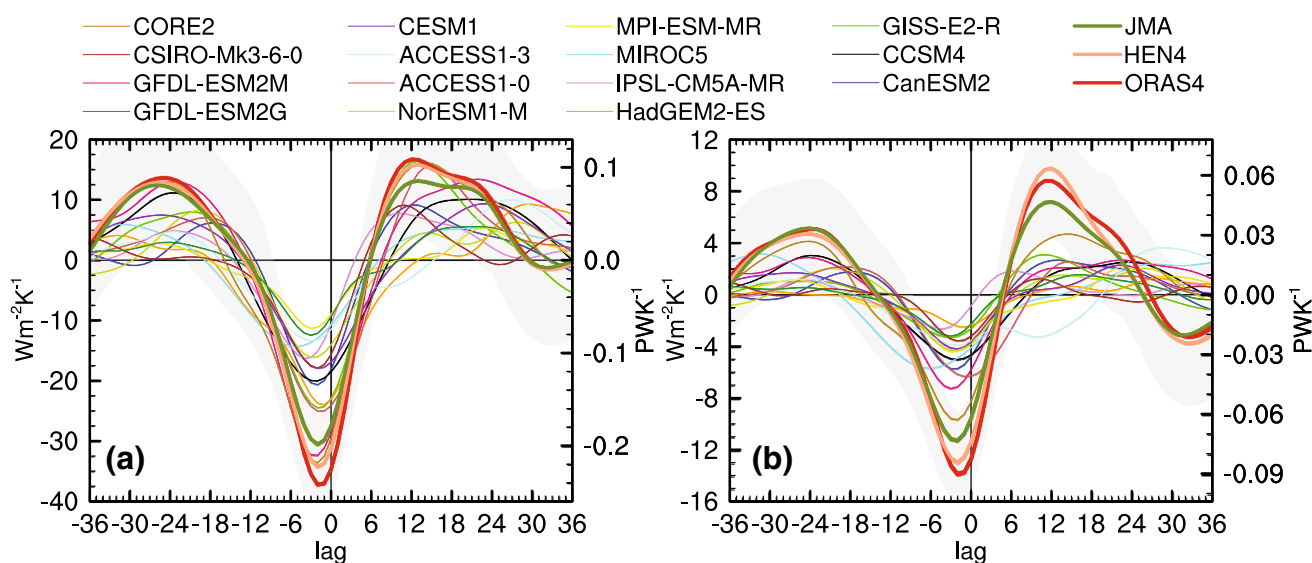 CORE2 CESM1 MPI-ESM-MR GISS-E2-R JMA
CSIRO-Mk3-6-0 ACCESS1-3 MIROC5 CCSM4 HEN4
GFDL-ESM2M ACCESS1-0 IPSL-CM5A-MR CanESM2 ORAS4
GFDL-ESM2G NorESM1-M HadGEM2-ES
20 12
0.1
10 8 0.06
4 0.03
0 0.0
0 0.00
-10 -4 -0.03
-0.1
-20 -8 -0.06
-30 -0.2 -12 -0.09
-40 -16
Wm⁻²K⁻¹ PWK⁻¹ Wm⁻²K⁻¹ PWK⁻¹
(a) (b)
-36 -30 -24 -18 -12 -6 0 6 12 18 24 30 36 -36 -30 -24 -18 -12 -6 0 6 12 18 24 30 36
lag lag